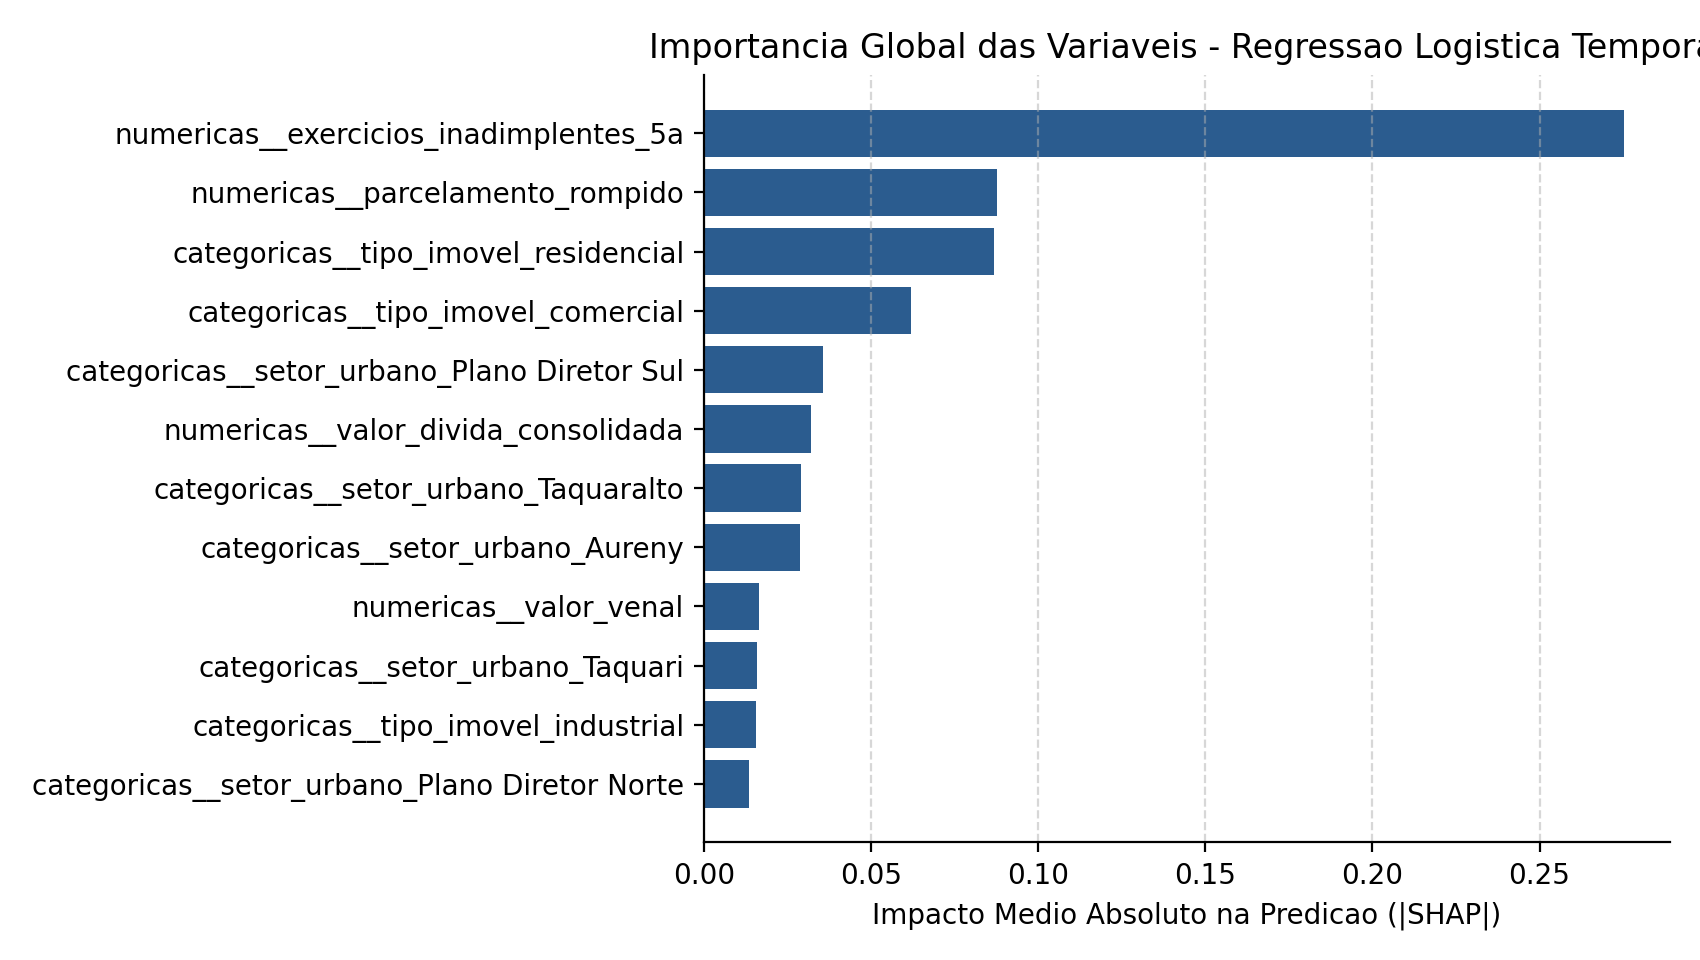 Importancia Global das Variaveis - Regressao Logistica Tempora
numericas__exercicios_inadimplentes_5a
numericas__parcelamento_rompido
categoricas__tipo_imovel_residencial
categoricas__tipo_imovel_comercial
categoricas__setor_urbano_Plano Diretor Sul
numericas__valor_divida_consolidada
categoricas__setor_urbano_Taquaralto
categoricas__setor_urbano_Aureny
numericas__valor_venal
categoricas__setor_urbano_Taquari
categoricas__tipo_imovel_industrial
categoricas__setor_urbano_Plano Diretor Norte
0.00 0.05 0.10 0.15 0.20 0.25
Impacto Medio Absoluto na Predicao (|SHAP|)